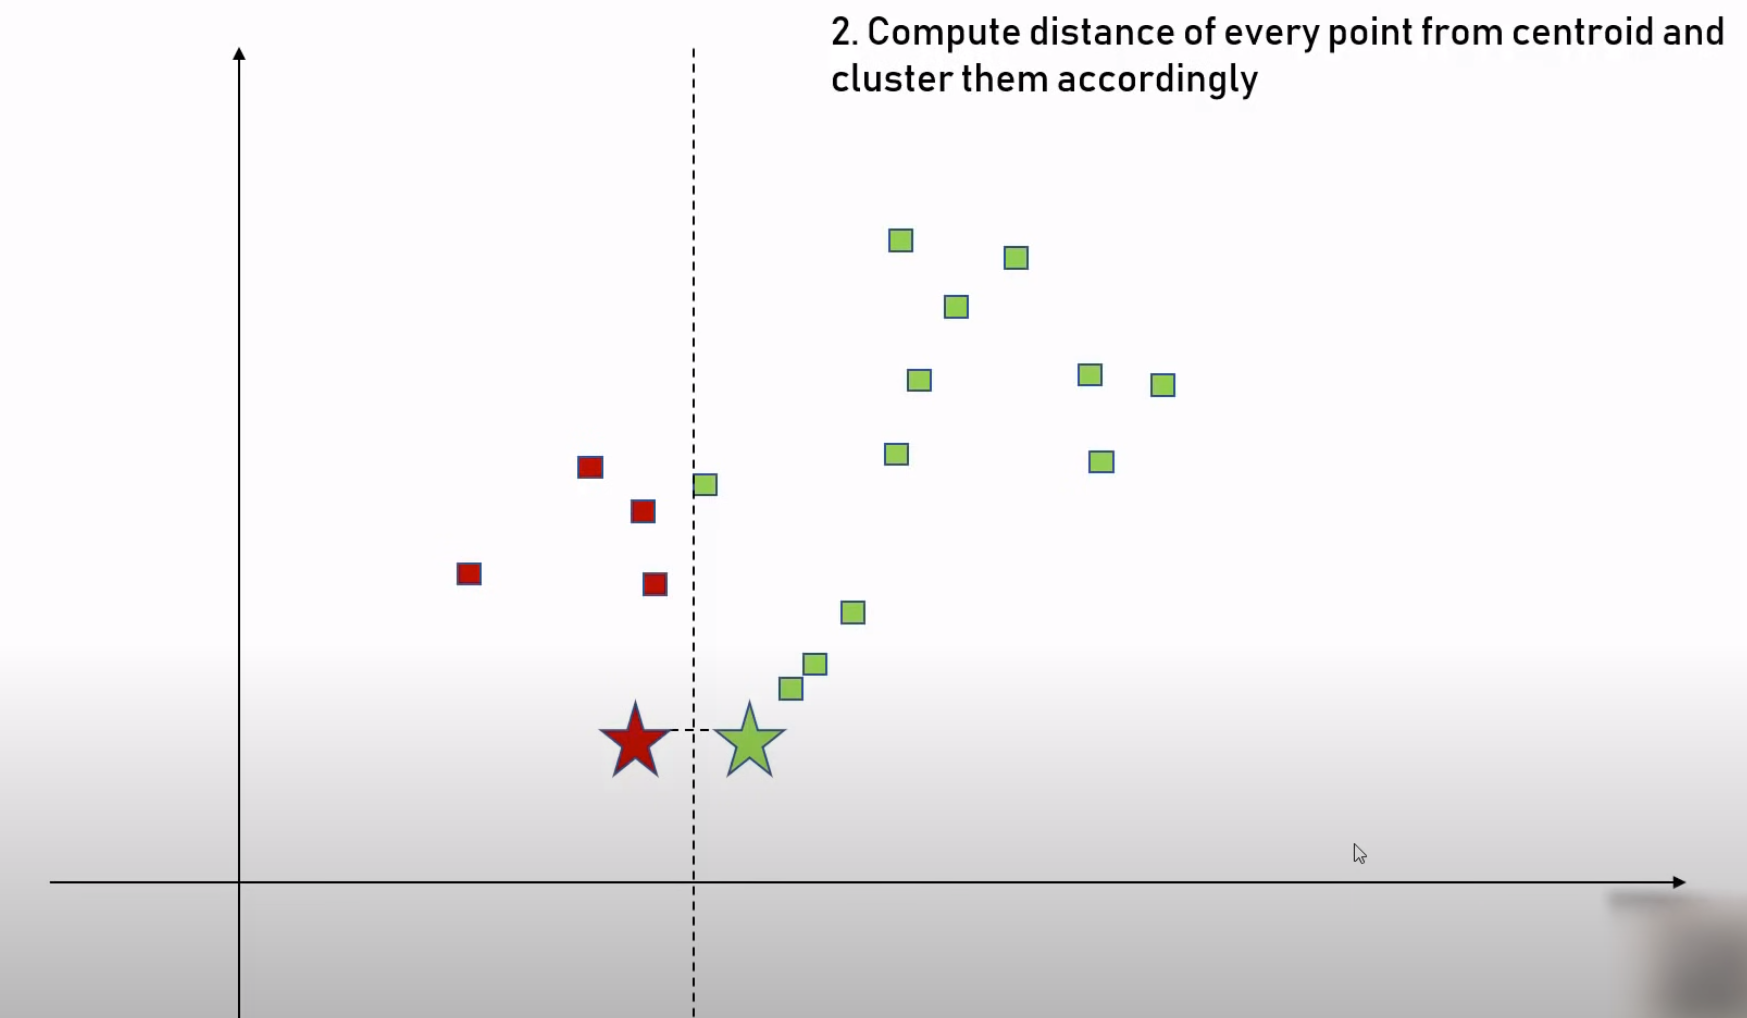 2. Compute distance of every point from centroid and
cluster them accordingly